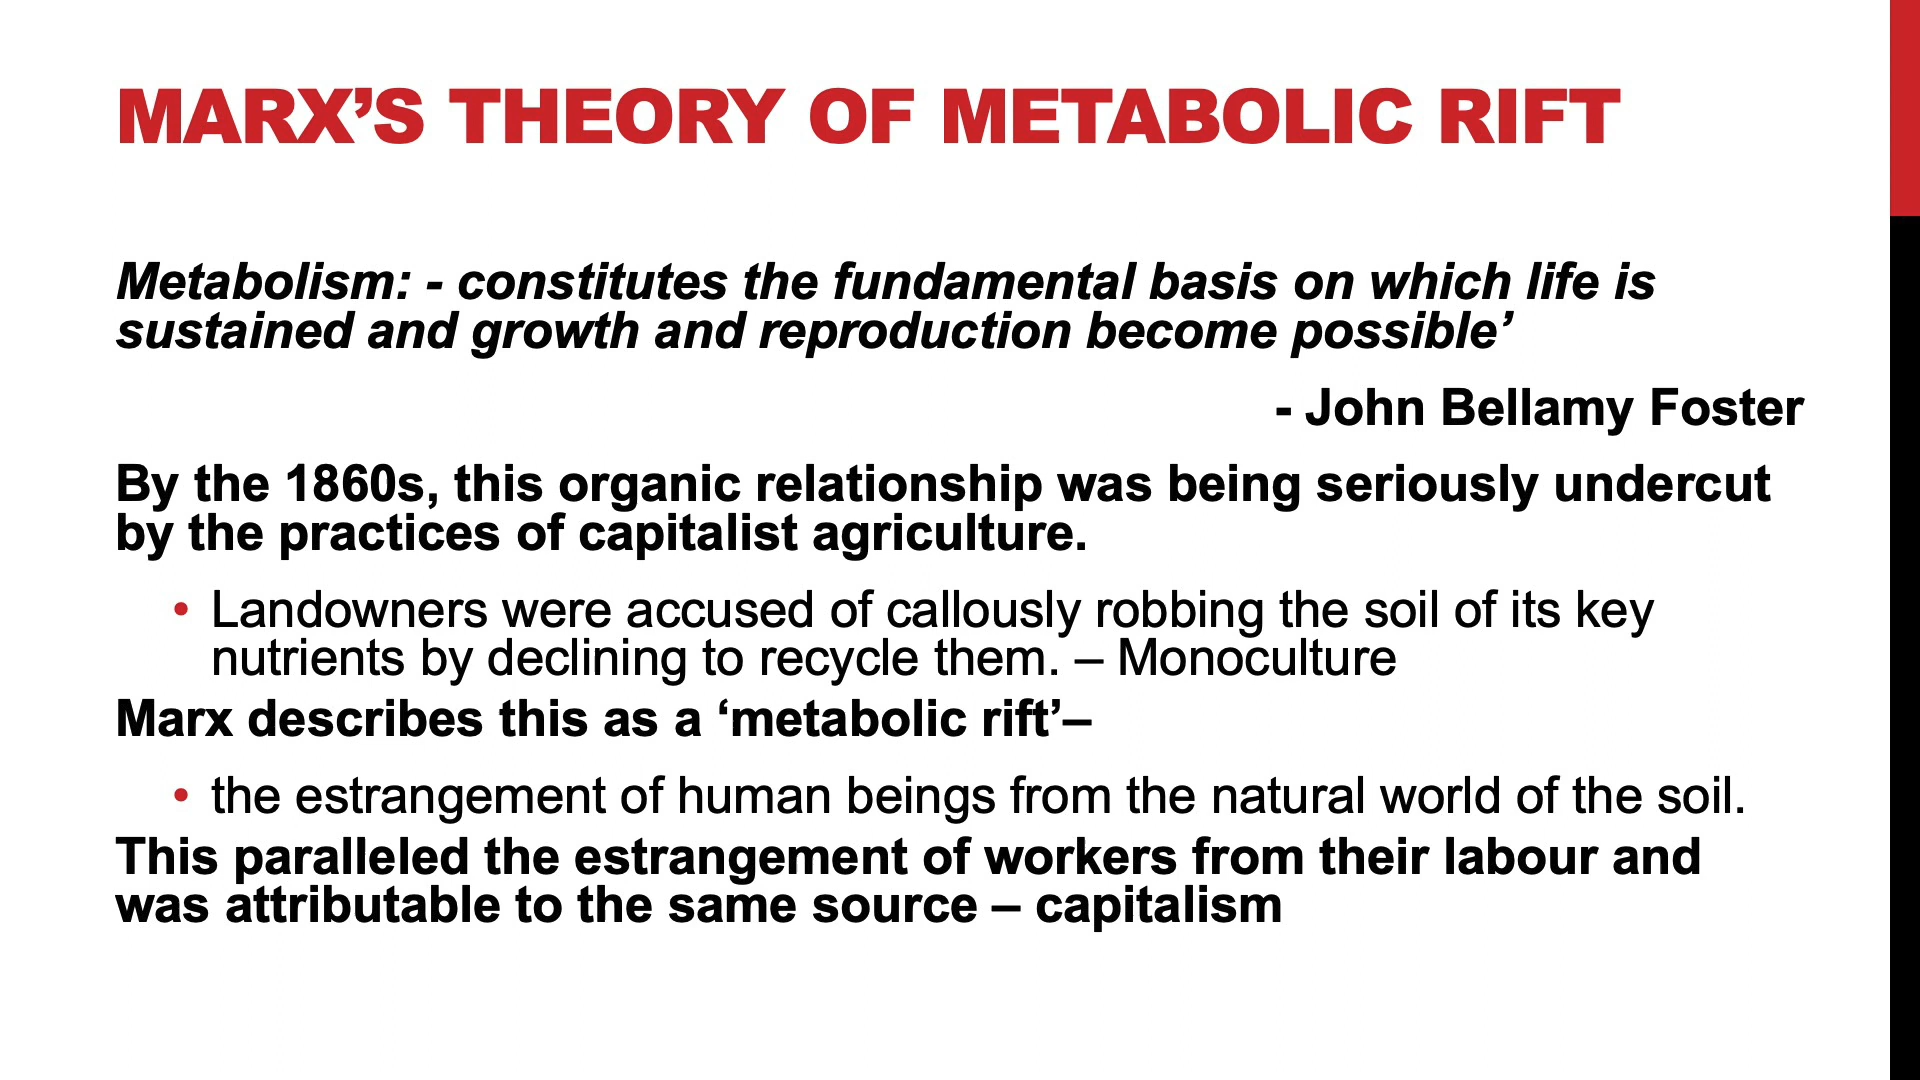 MARX’S THEORY OF METABOLIC RIFT
Metabolism: - constitutes the fundamental basis on which life is
sustained and growth and reproduction become possible’
- John Bellamy Foster
By the 1860s, this organic relationship was being seriously undercut
by the practices of capitalist agriculture.
• Landowners were accused of callously robbing the soil of its key
nutrients by declining to recycle them. – Monoculture
Marx describes this as a ‘metabolic rift’–
• the estrangement of human beings from the natural world of the soil.
This paralleled the estrangement of workers from their labour and
was attributable to the same source – capitalism